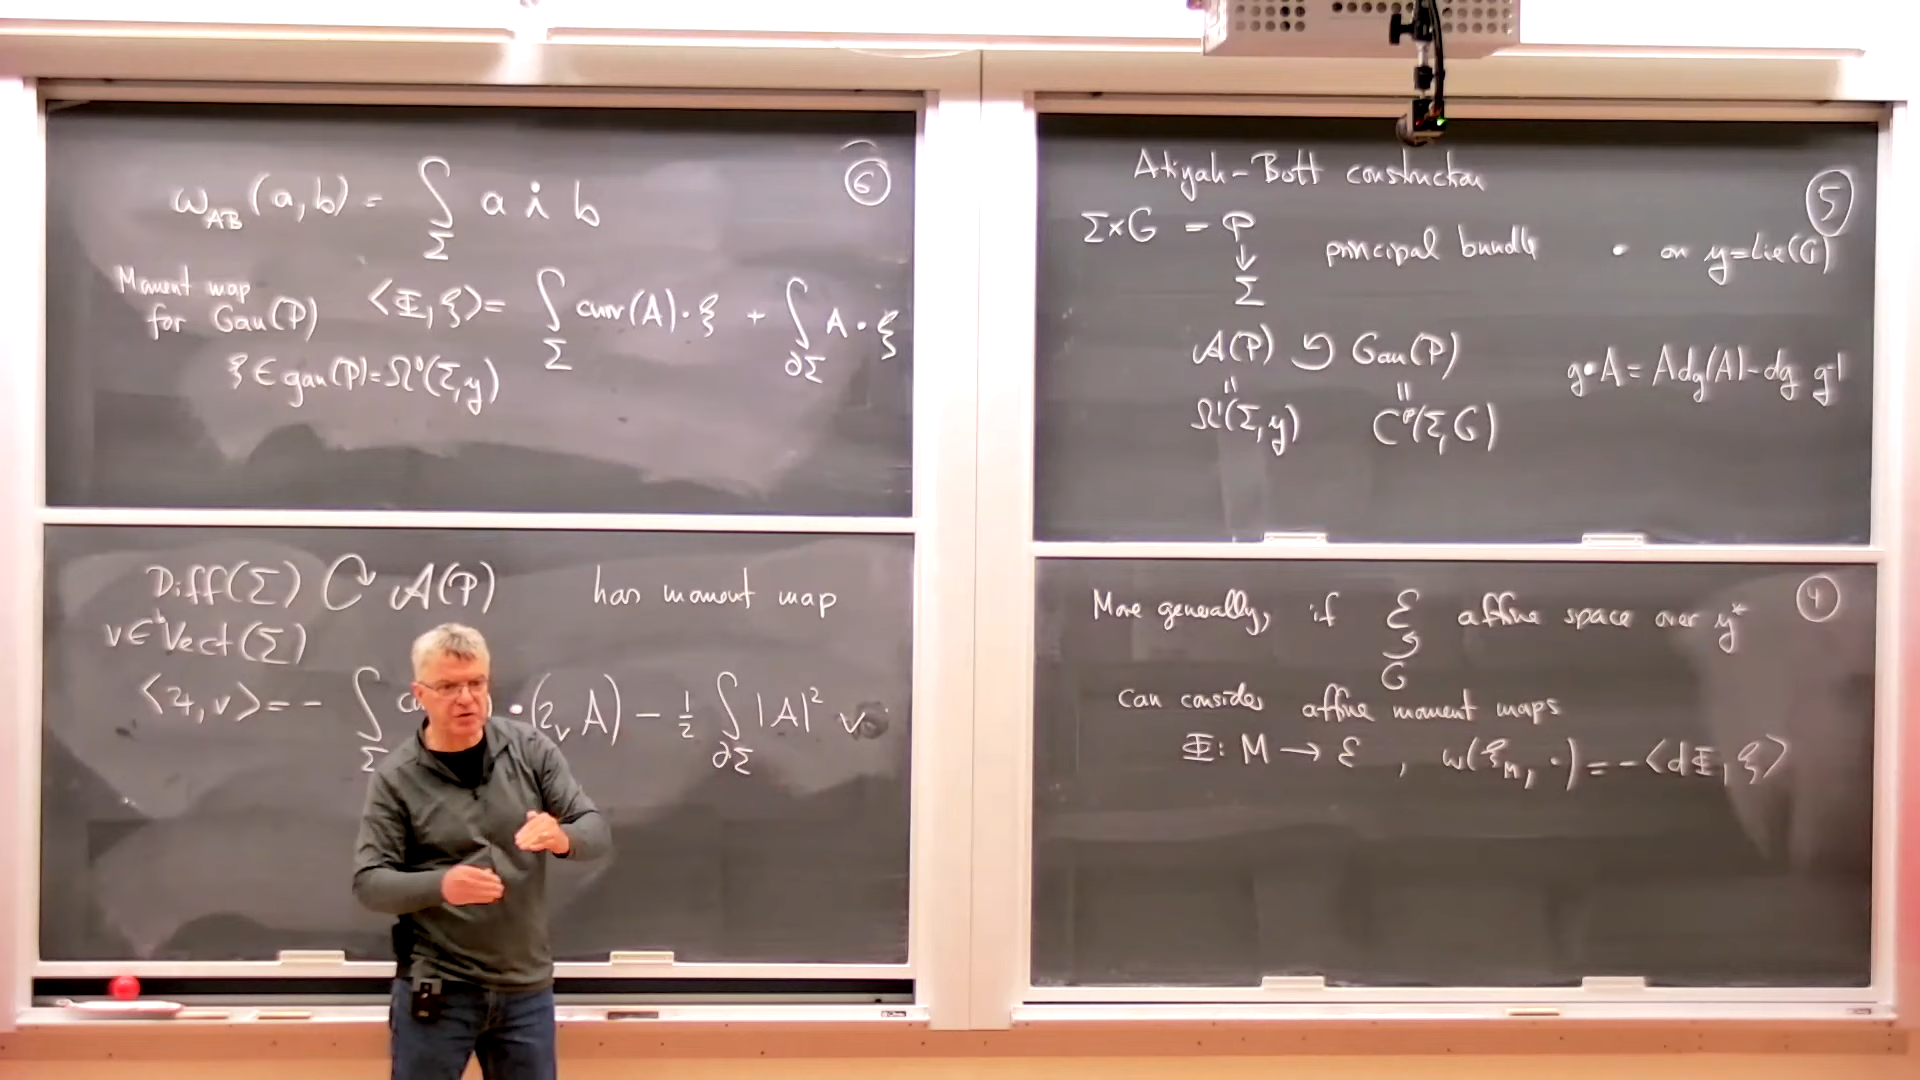 ω_AB(a,b) = ∫_Σ a ∧̇ b
⑥
Moment map
for Gau(P) ⟨Φ,ξ⟩ = ∫_Σ curv(A)·ξ + ∫_∂Σ A·ξ
ξ ∈ gau(P) = Ω⁰(Σ,𝔤)
Diff(Σ) ↻ 𝒜(P) has moment map
v ∈ Vect(Σ)
⟨Ψ,v⟩ = - ∫_Σ cu ·(ι_v A) - ½ ∫_∂Σ |A|² v
Atiyah-Bott construction
⑤
Σ×G = P principal bundle • on 𝔤=Lie(G)
↓
Σ
𝒜(P) ↺ Gau(P) g•A = Ad_g(A) - dg g⁻¹
" "
Ω¹(Σ,𝔤) C^∞(Σ,G)
More generally, if ℰ affine space over 𝔤*
④
↺
G
can consider affine moment maps
Φ: M → ℰ , ω(ξ_M, ·) = -⟨dΦ, ξ⟩